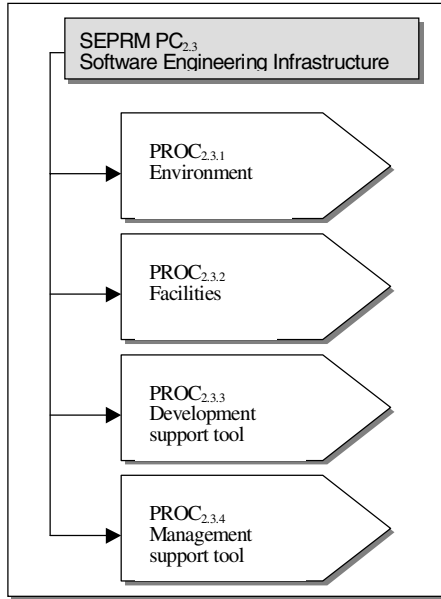 SEPRM PC2.3
Software Engineering Infrastructure
PROC2.3.1
Environment
PROC2.3.2
Facilities
PROC2.3.3
Development
support tool
PROC2.3.4
Management
support tool